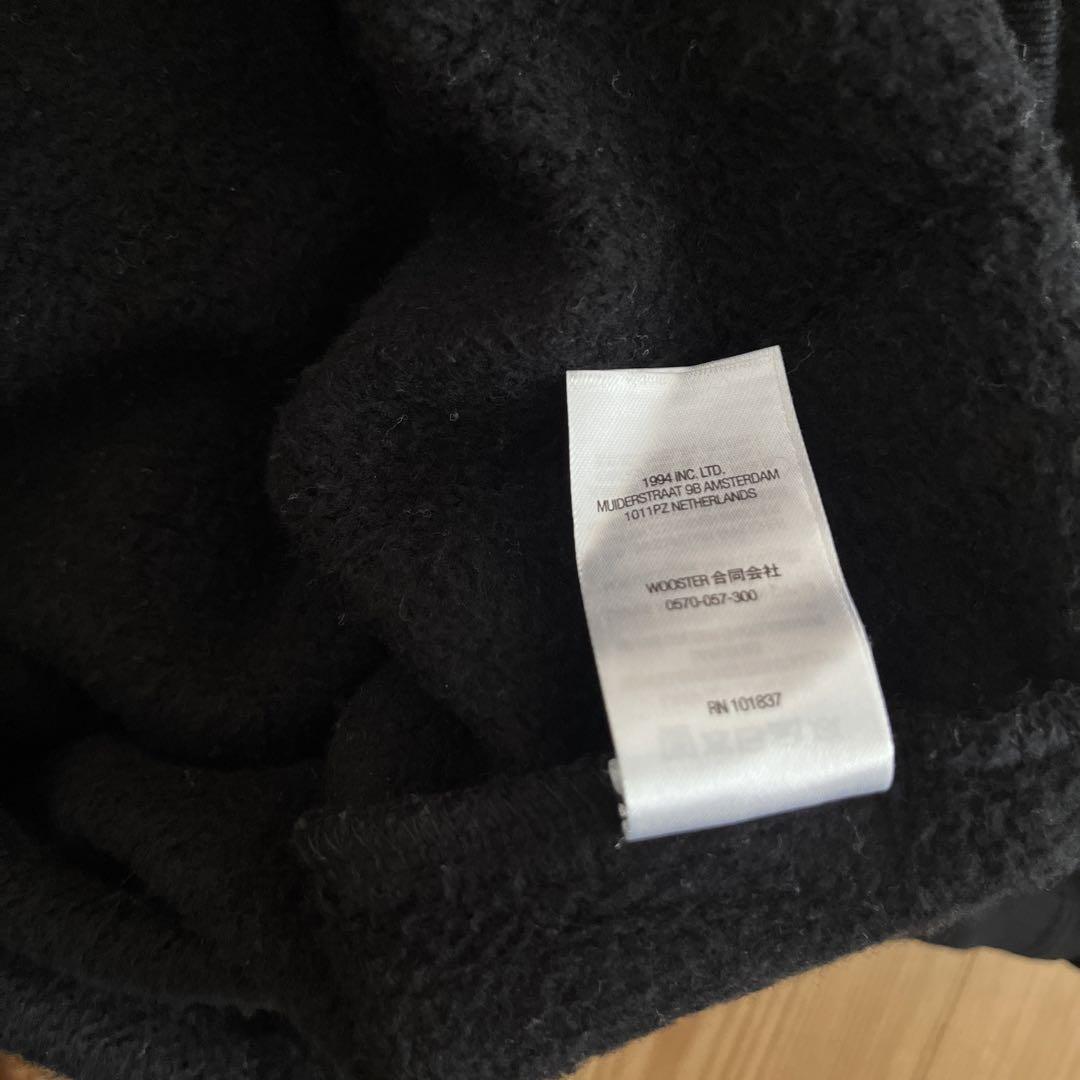 1994 INC. LTD.
MUIDERSTRAAT 9B AMSTERDAM
1011PZ NETHERLANDS
WOOSTER 合同会社
0570-057-300
RN 101837